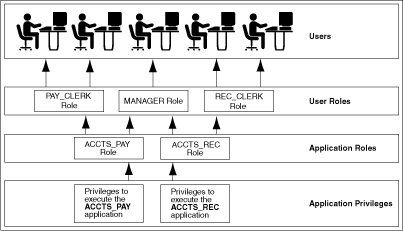 Users
PAY_CLERK
Role
MANAGER Role
REC_CLERK
Role
User Roles
ACCTS_PAY
Role
ACCTS_REC
Role
Application Roles
Privileges to
execute the
ACCTS_PAY
application
Privileges to
execute the
ACCTS_REC
application
Application Privileges